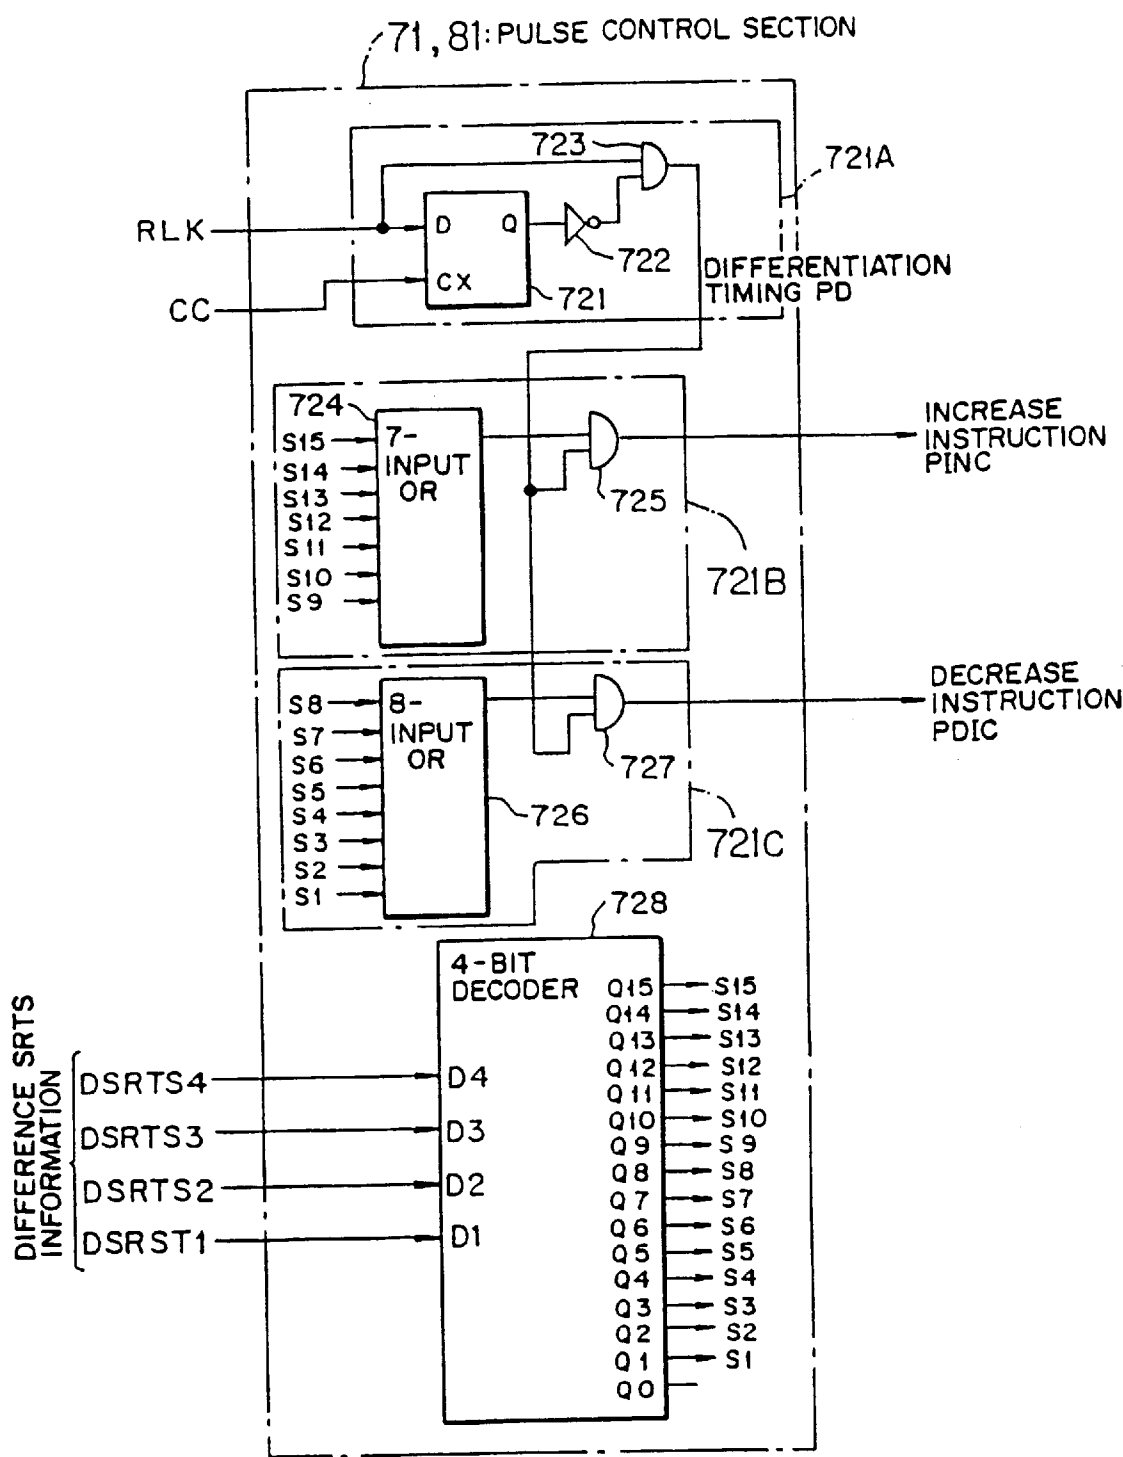 71, 81: PULSE CONTROL SECTION
723
721A
RLK
D Q
722
CX
721
CC
DIFFERENTIATION
TIMING PD
724
7-
INPUT
OR
S15
S14
S13
S12
S11
S10
S9
725
INCREASE
INSTRUCTION
PINC
721B
8-
INPUT
OR
S8
S7
S6
S5
S4
S3
S2
S1
727
726
DECREASE
INSTRUCTION
PDIC
721C
728
4-BIT
DECODER
DIFFERENCE SRTS
INFORMATION
DSRTS4 D4
DSRTS3 D3
DSRTS2 D2
DSRST1 D1
Q15 S15
Q14 S14
Q13 S13
Q12 S12
Q11 S11
Q10 S10
Q9 S9
Q8 S8
Q7 S7
Q6 S6
Q5 S5
Q4 S4
Q3 S3
Q2 S2
Q1 S1
Q0